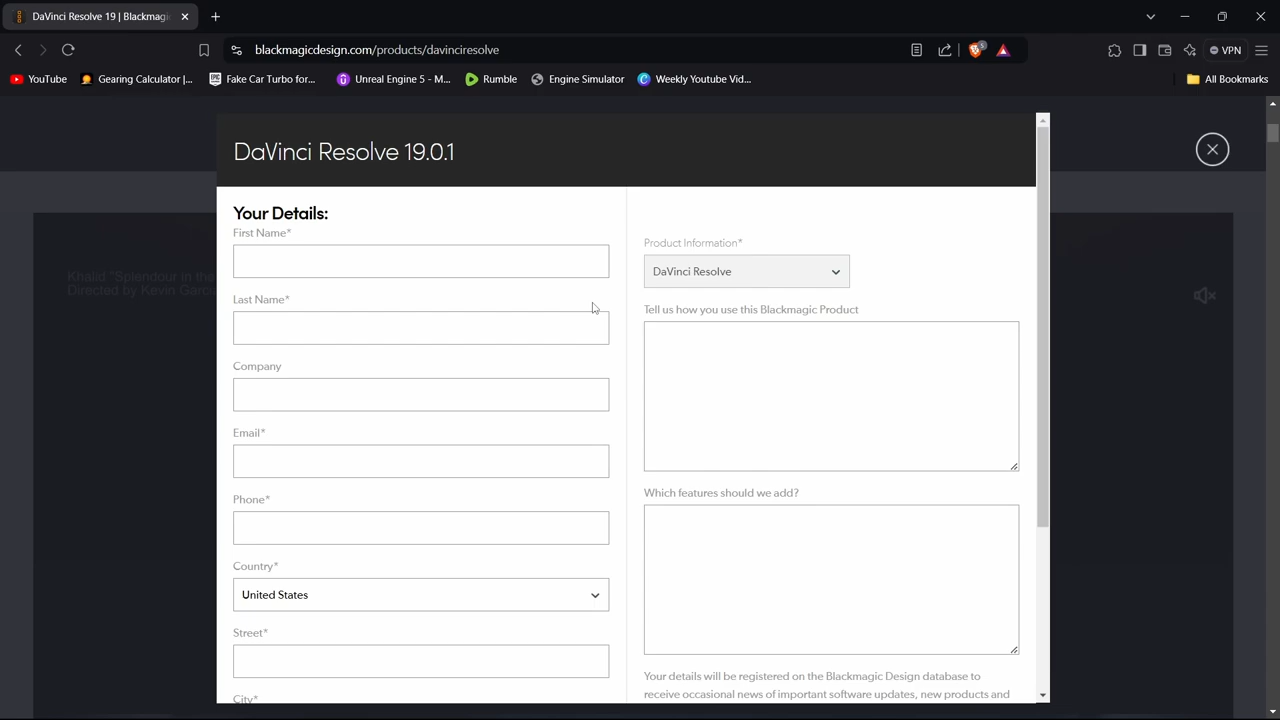 DaVinci Resolve 19 | Blackmagic
blackmagicdesign.com/products/davinciresolve
5
VPN
YouTube
Gearing Calculator |...
Fake Car Turbo for...
Unreal Engine 5 - M...
Rumble
Engine Simulator
Weekly Youtube Vid...
All Bookmarks
DaVinci Resolve 19.0.1
Your Details:
First Name*
Last Name*
Company
Email*
Phone*
Country*
United States
Street*
City*
Product Information*
DaVinci Resolve
Tell us how you use this Blackmagic Product
Which features should we add?
Your details will be registered on the Blackmagic Design database to
receive occasional news of important software updates, new products and
Khalid "Splendour in tho
Directed by Kevin Garc